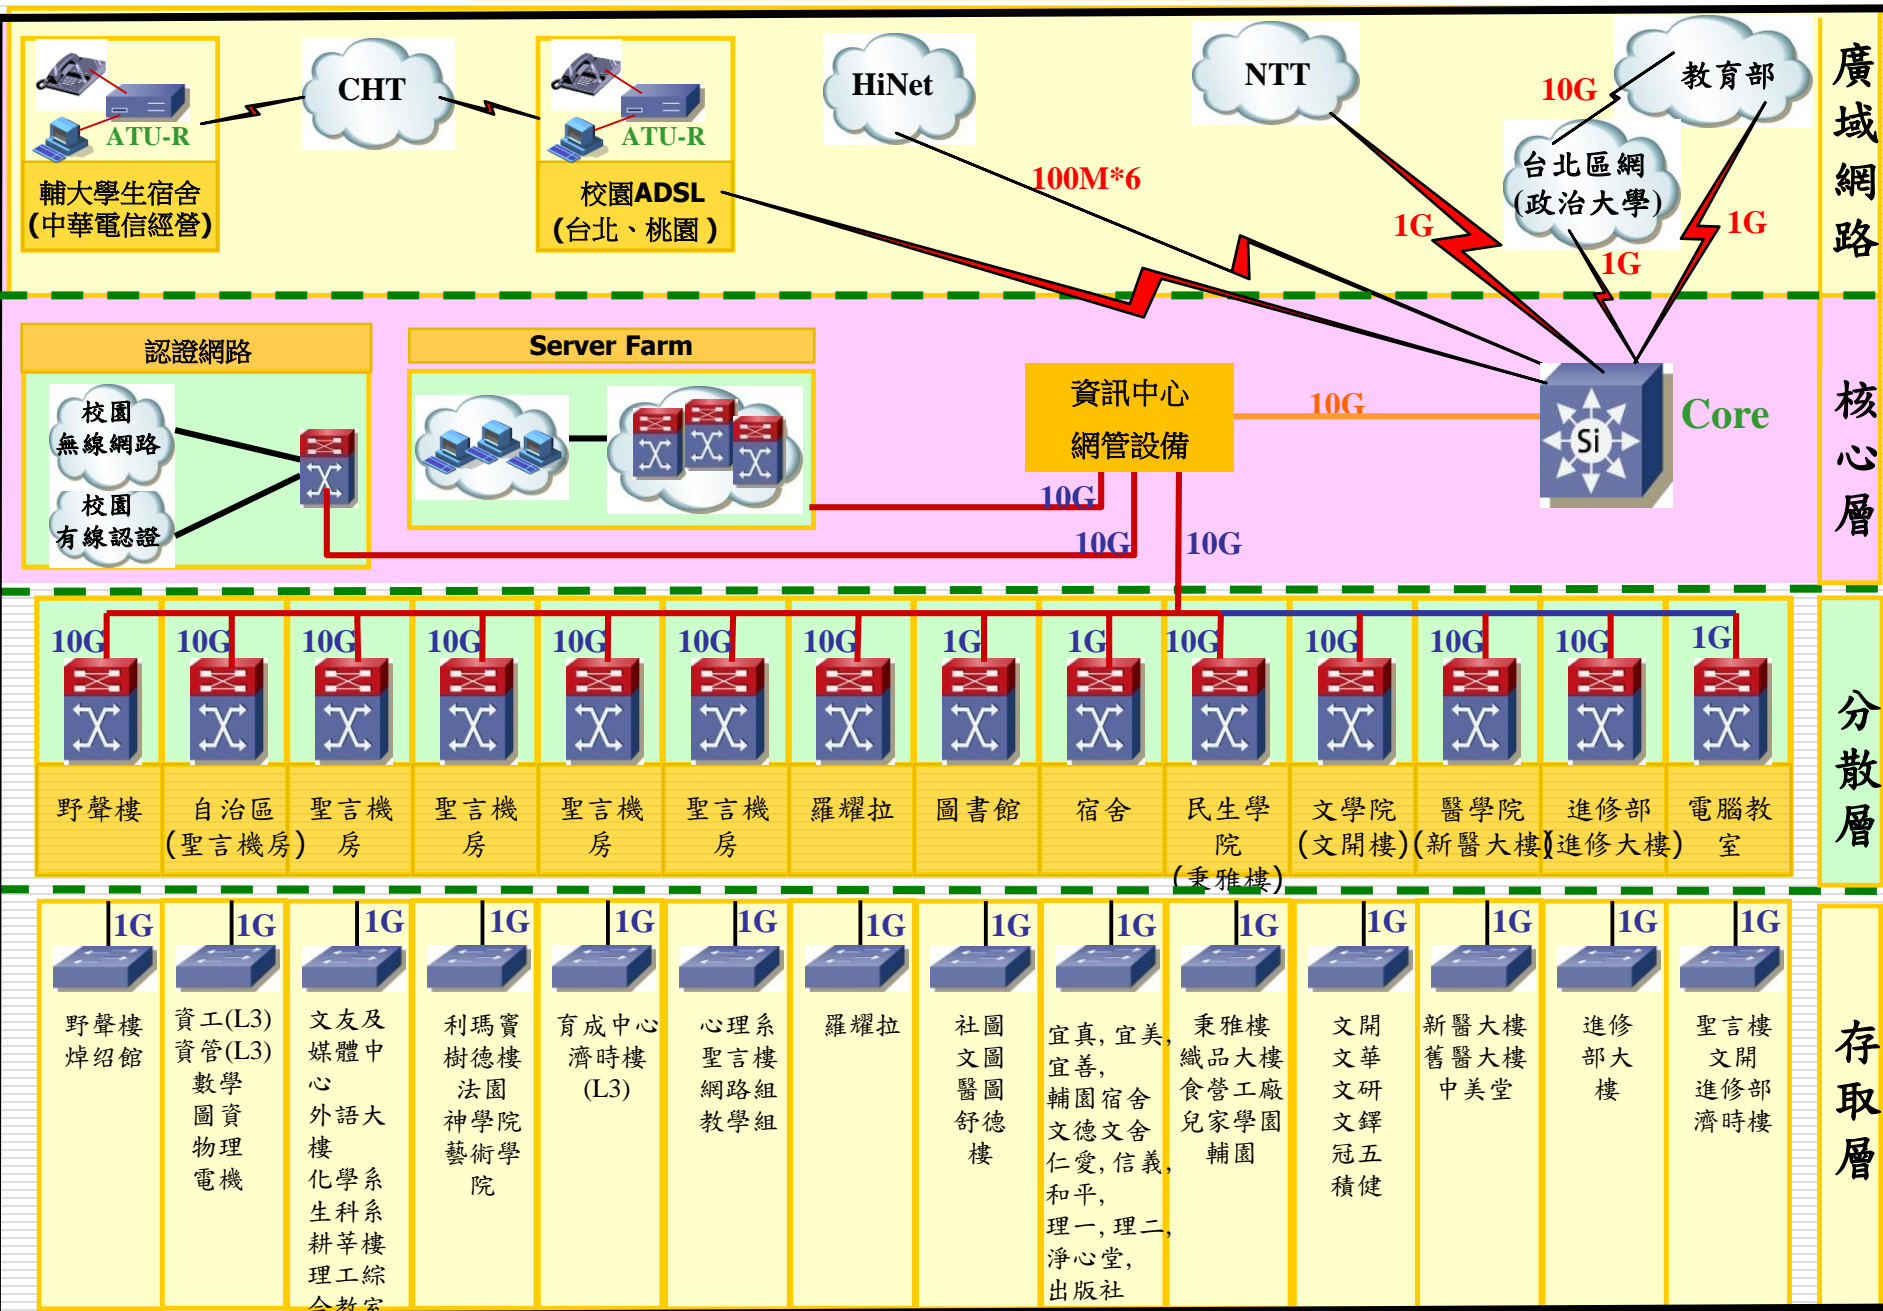 廣域網路
ATU-R
輔大學生宿舍
(中華電信經營)
CHT
ATU-R
校園ADSL
(台北、桃園 )
HiNet
100M*6
NTT
1G
10G
教育部
台北區網
(政治大學)
1G
1G
核心層
認證網路
校園
無線網路
校園
有線認證
Server Farm
資訊中心
網管設備
10G
Core
Si
10G
10G
10G
分散層
10G
10G
10G
10G
10G
10G
10G
1G
1G
10G
10G
10G
10G
1G
野聲樓
自治區
(聖言機房)
聖言機
房
聖言機
房
聖言機
房
聖言機
房
羅耀拉
圖書館
宿舍
民生學
院
(秉雅樓)
文學院
(文開樓)
醫學院
(新醫大樓)
進修部
(進修大樓)
電腦教
室
存取層
1G
1G
1G
1G
1G
1G
1G
1G
1G
1G
1G
1G
1G
1G
野聲樓
焯绍館
資工(L3)
資管(L3)
數學
圖資
物理
電機
文友及
媒體中
心
外語大
樓
化學系
生科系
耕莘樓
理工綜
合教室
利瑪竇
樹德樓
法園
神學院
藝術學
院
育成中心
濟時樓
(L3)
心理系
聖言樓
網路組
教學組
羅耀拉
社圖
文圖
醫圖
舒德
樓
宜真, 宜美,
宜善,
輔園宿舍
文德文舍
仁愛, 信義,
和平,
理一, 理二,
淨心堂,
出版社
秉雅樓
織品大樓
食營工廠
兒家學園
輔園
文開
文華
文研
文鐸
冠五
積健
新醫大樓
舊醫大樓
中美堂
進修
部大
樓
聖言樓
文開
進修部
濟時樓